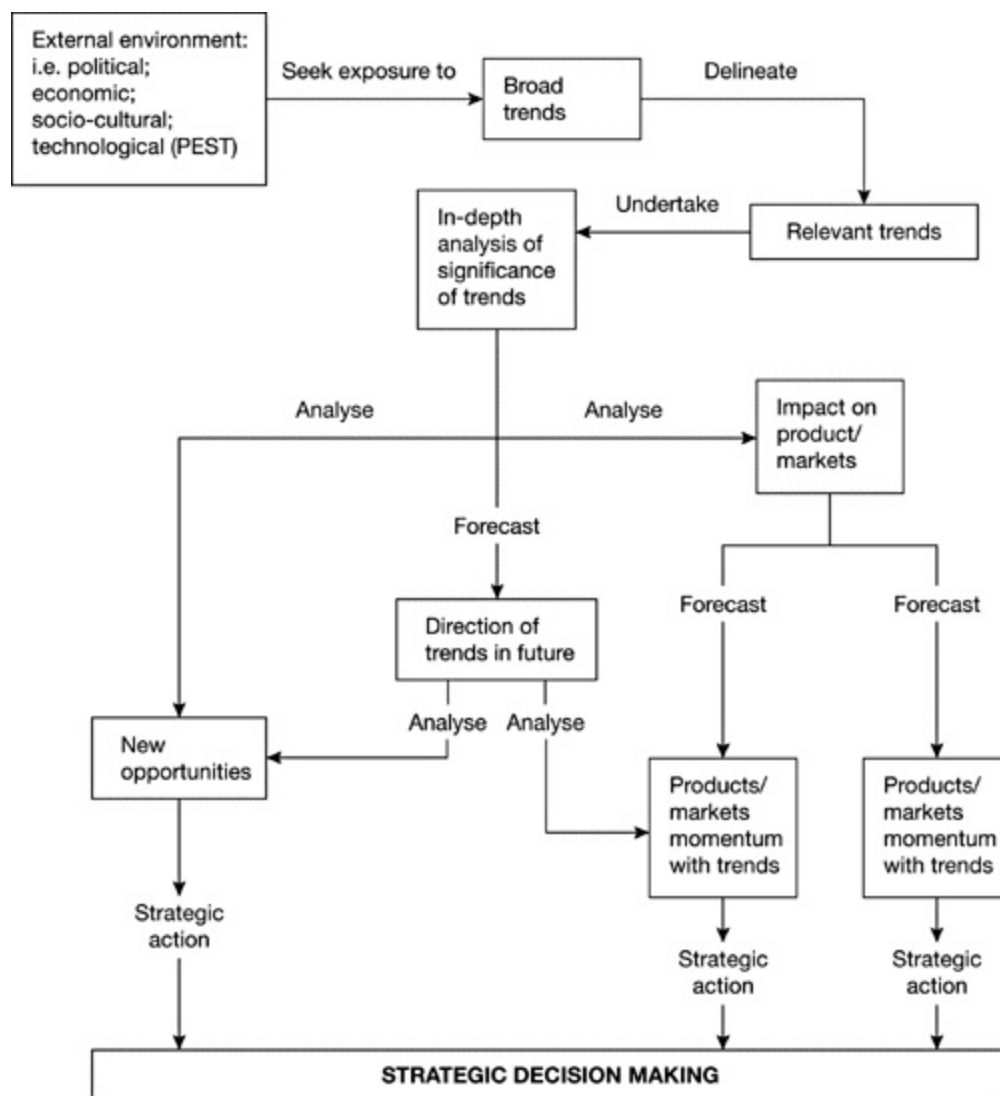 External environment:
i.e. political;
economic;
socio-cultural;
technological (PEST)
Seek exposure to
Broad
trends
Delineate
Relevant trends
Undertake
In-depth
analysis of
significance
of trends
Analyse
Analyse
Impact on
product/
markets
Forecast
Direction of
trends in future
Forecast
Forecast
Analyse
Analyse
New
opportunities
Products/
markets
momentum
with trends
Products/
markets
momentum
with trends
Strategic
action
Strategic
action
Strategic
action
STRATEGIC DECISION MAKING